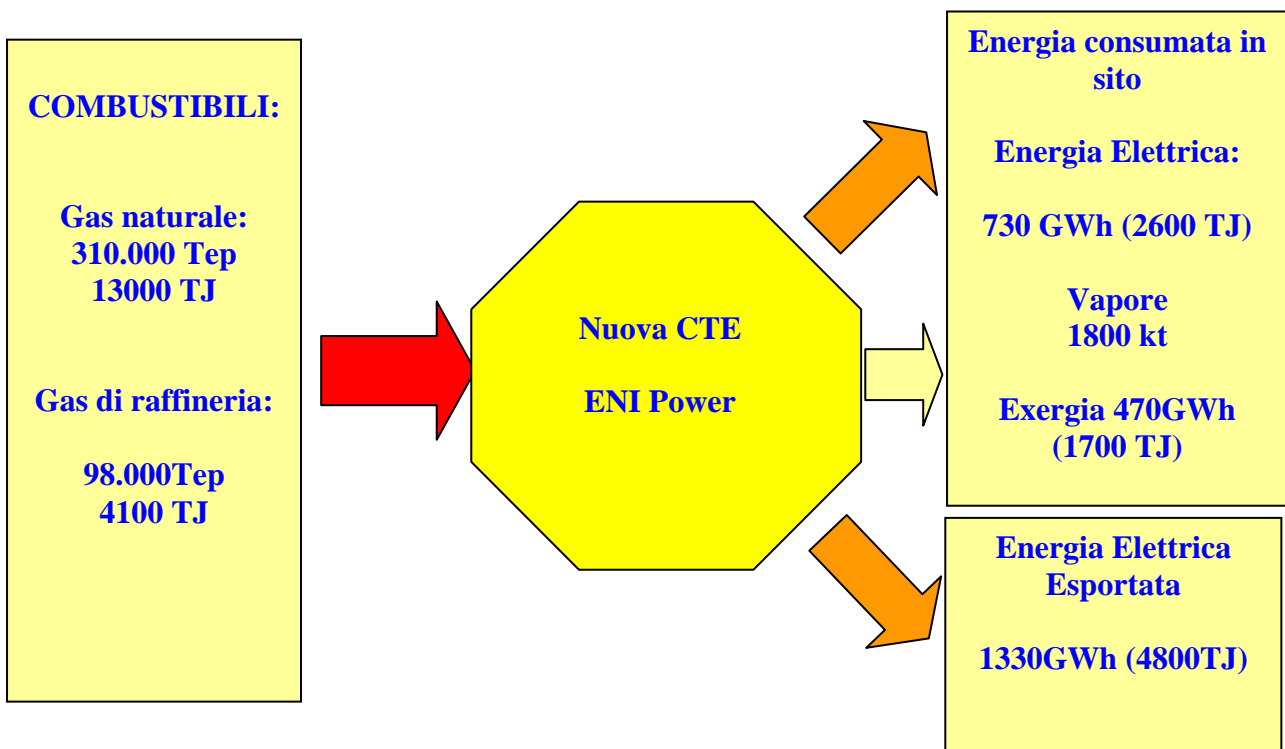 COMBUSTIBILI:
Gas naturale:
310.000 Tep
13000 TJ
Gas di raffineria:
98.000Tep
4100 TJ
Nuova CTE
ENI Power
Energia consumata in
sito
Energia Elettrica:
730 GWh (2600 TJ)
Vapore
1800 kt
Exergia 470GWh
(1700 TJ)
Energia Elettrica
Esportata
1330GWh (4800TJ)